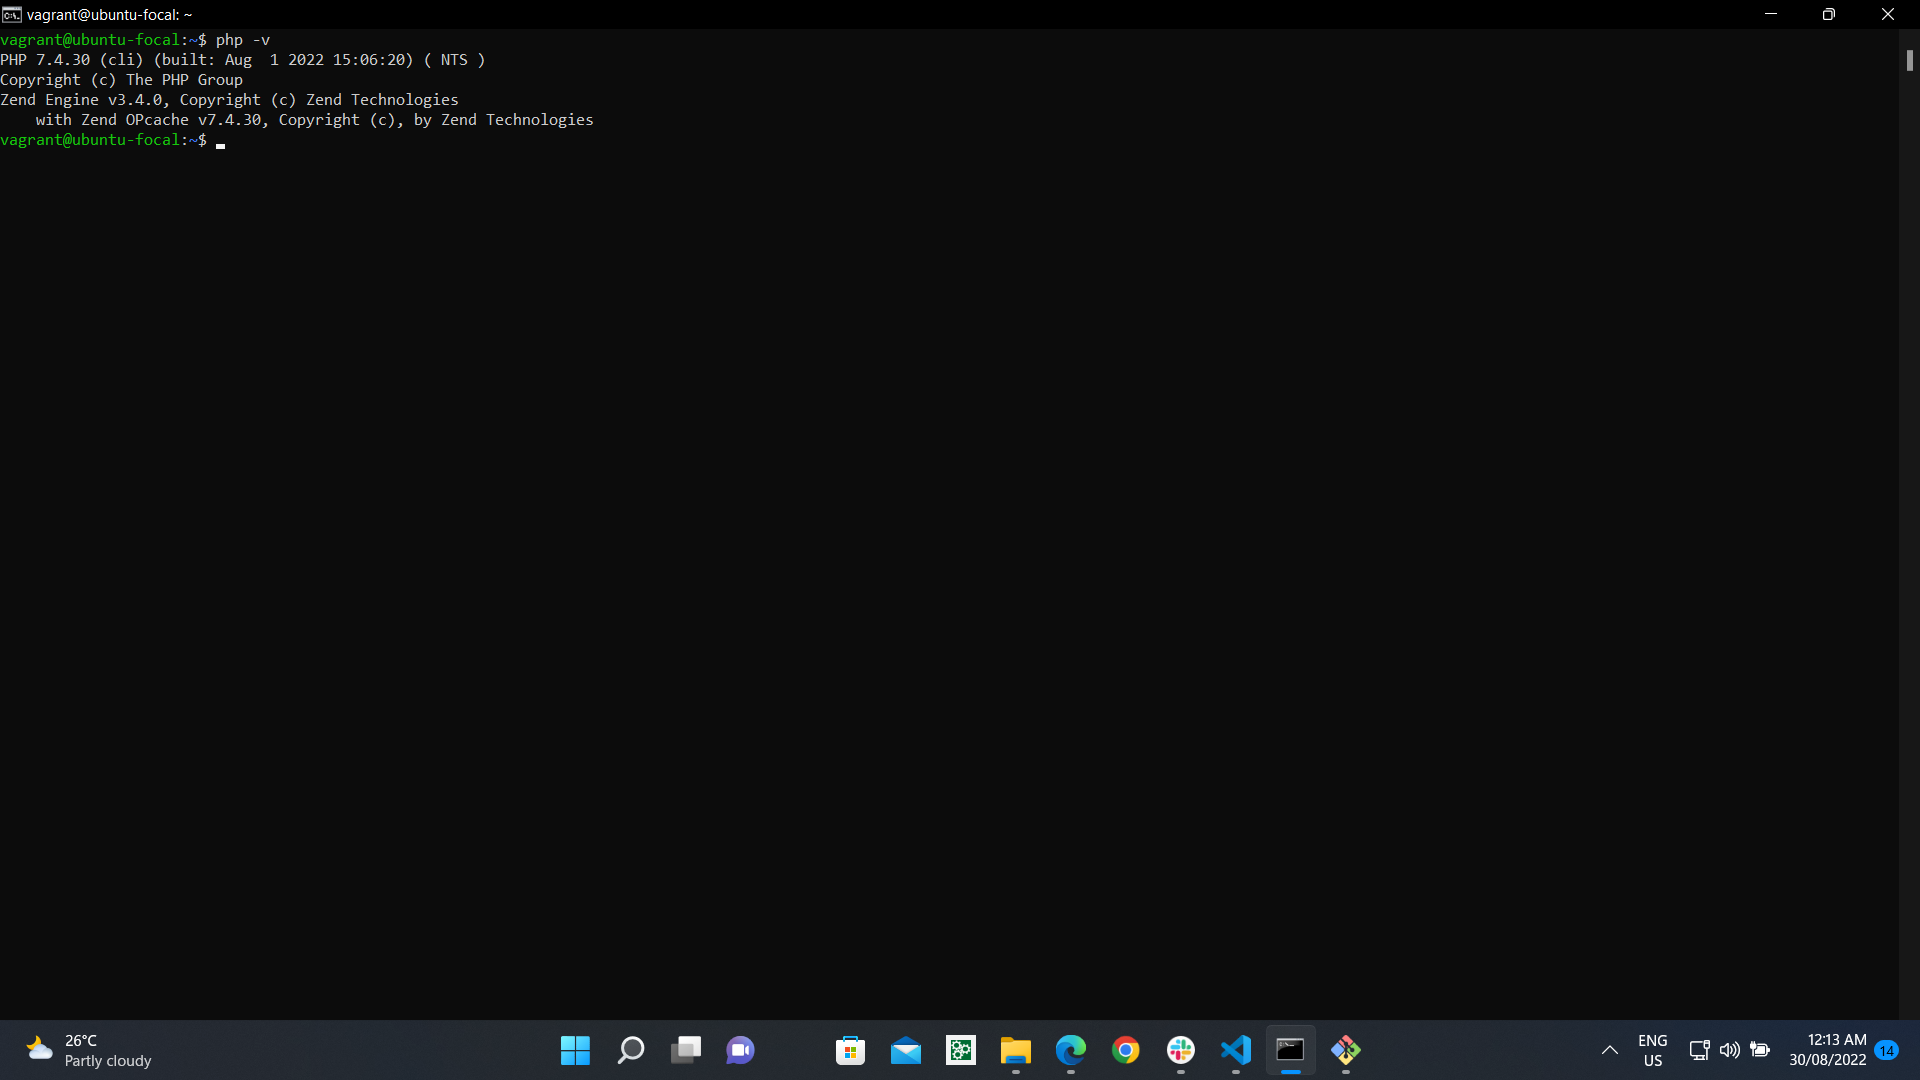 vagrant@ubuntu-focal: ~
vagrant@ubuntu-focal:~$ php -v
PHP 7.4.30 (cli) (built: Aug  1 2022 15:06:20) ( NTS )
Copyright (c) The PHP Group
Zend Engine v3.4.0, Copyright (c) Zend Technologies
    with Zend OPcache v7.4.30, Copyright (c), by Zend Technologies
vagrant@ubuntu-focal:~$
26°C
Partly cloudy
ENG
US
12:13 AM
30/08/2022
14